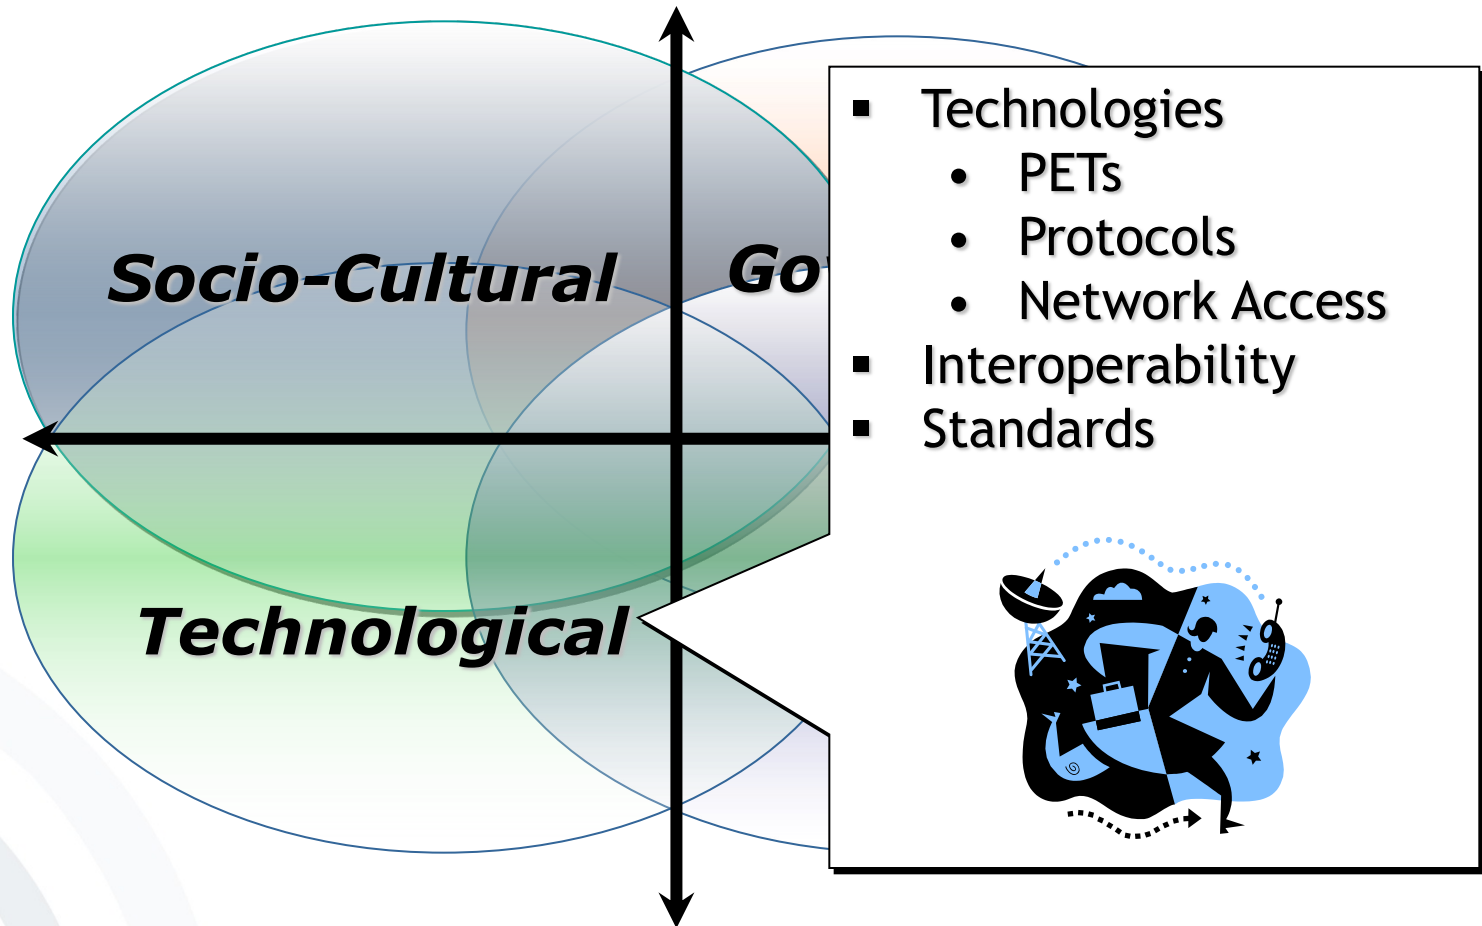 Socio-Cultural
Technological
▪ Technologies
• PETs
• Protocols
• Network Access
▪ Interoperability
▪ Standards